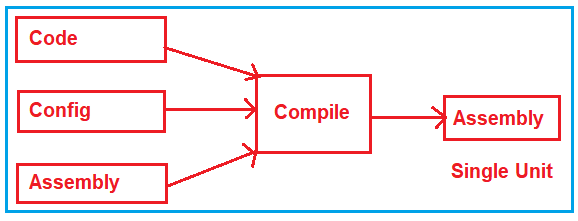 Code
Config
Compile
Assembly
Assembly
Single Unit